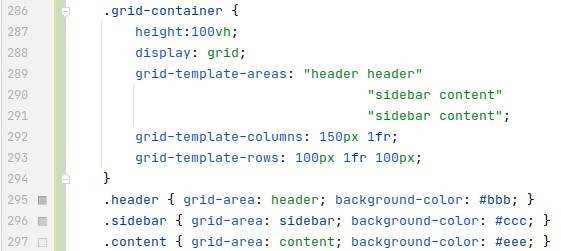 286 .grid-container {
287 height:100vh;
288 display: grid;
289 grid-template-areas: "header header"
290 "sidebar content"
291 "sidebar content";
292 grid-template-columns: 150px 1fr;
293 grid-template-rows: 100px 1fr 100px;
294 }
295 .header { grid-area: header; background-color: #bbb; }
296 .sidebar { grid-area: sidebar; background-color: #ccc; }
297 .content { grid-area: content; background-color: #eee; }